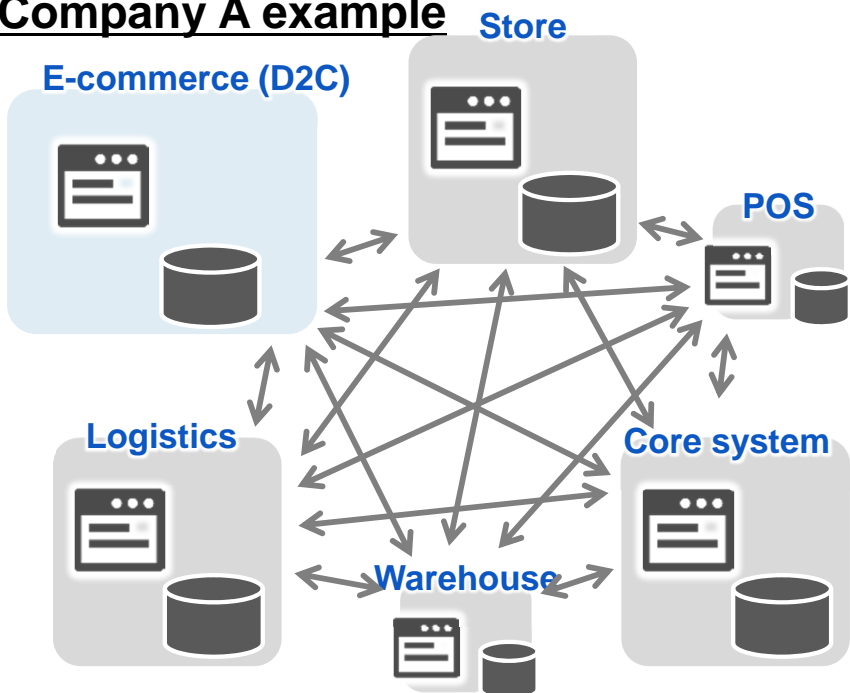 Company A example
Store
E-commerce (D2C)
POS
Logistics
Core system
Warehouse